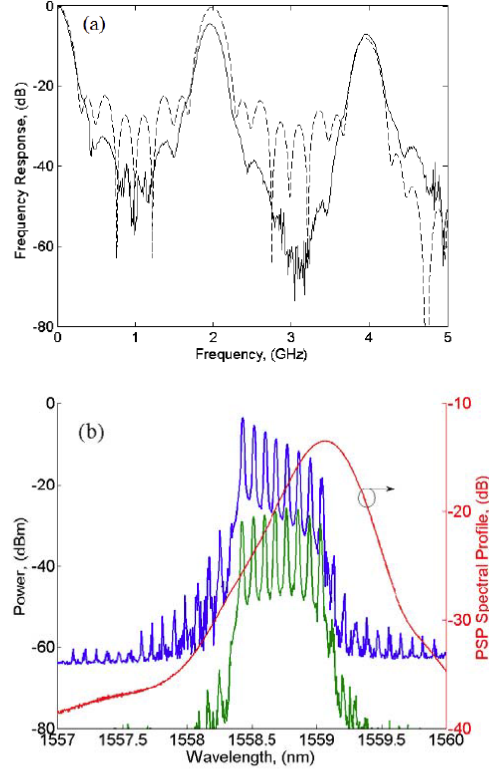 (a)
Frequency Response, (dB)
0
-20
-40
-60
-80
0 1 2 3 4 5
Frequency, (GHz)
(b)
Power, (dBm)
0
-20
-40
-60
-80
PSP Spectral Profile, (dB)
-10
-20
-30
-40
1557 1557.5 1558 1558.5 1559 1559.5 1560
Wavelength, (nm)